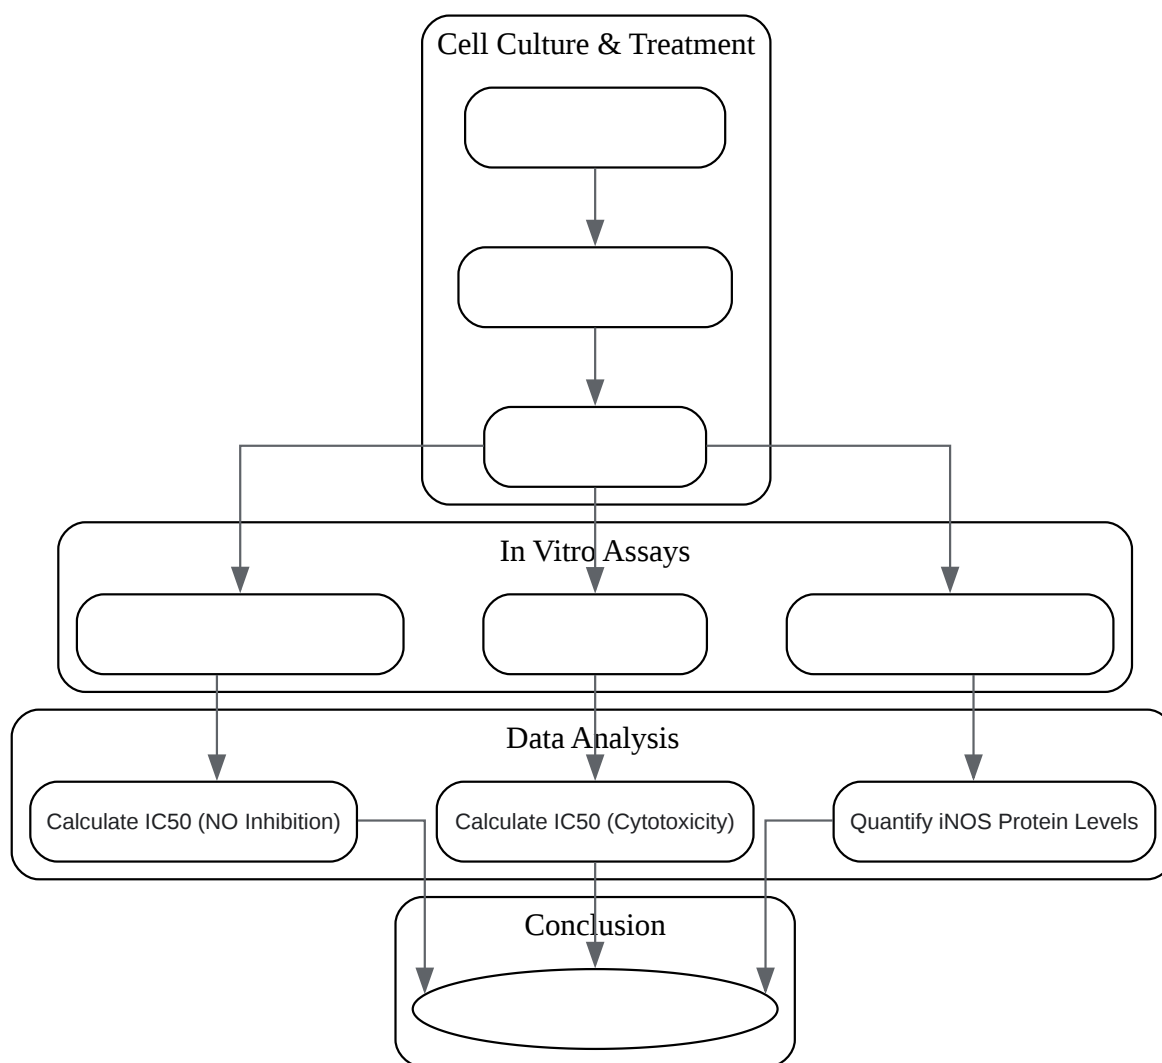 Cell Culture & Treatment
In Vitro Assays
Data Analysis
Calculate IC50 (NO Inhibition)
Calculate IC50 (Cytotoxicity)
Quantify iNOS Protein Levels
Conclusion